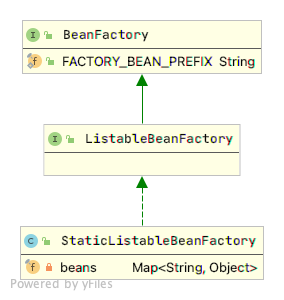 I BeanFactory
f FACTORY_BEAN_PREFIX String
I ListableBeanFactory
C StaticListableBeanFactory
f beans Map<String, Object>
Powered by yFiles